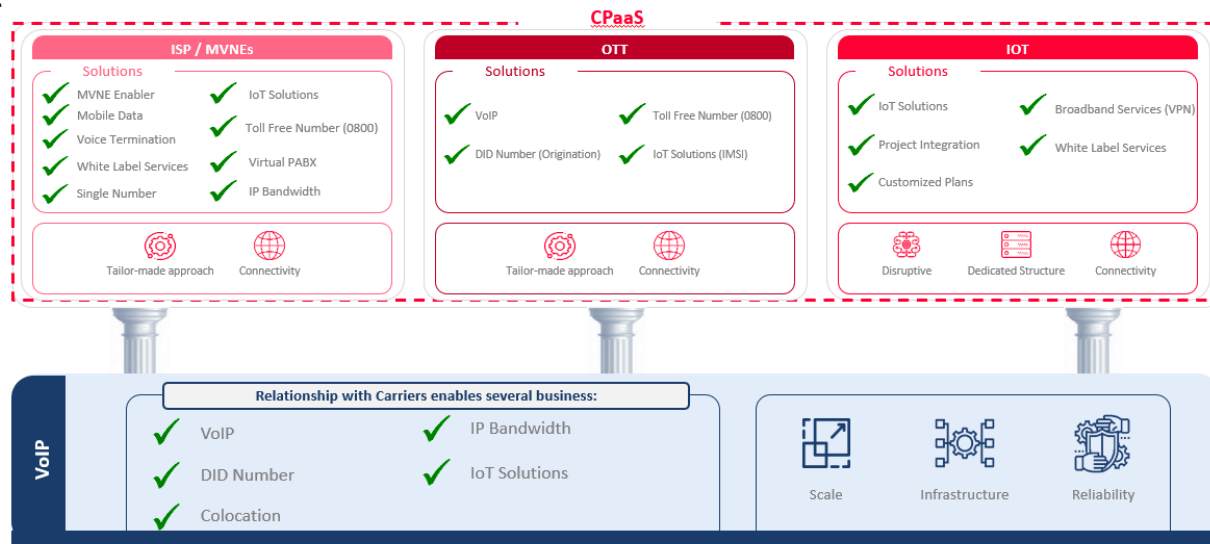 CPaaS
ISP / MVNEs
Solutions
MVNE Enabler
Mobile Data
Voice Termination
White Label Services
Single Number
IoT Solutions
Toll Free Number (0800)
Virtual PABX
IP Bandwidth
Tailor-made approach
Connectivity
OTT
Solutions
VoIP
DID Number (Origination)
Toll Free Number (0800)
IoT Solutions (IMSI)
Tailor-made approach
Connectivity
IOT
Solutions
IoT Solutions
Project Integration
Customized Plans
Broadband Services (VPN)
White Label Services
Disruptive
Dedicated Structure
Connectivity
VoIP
Relationship with Carriers enables several business:
VoIP
DID Number
Colocation
IP Bandwidth
IoT Solutions
Scale
Infrastructure
Reliability